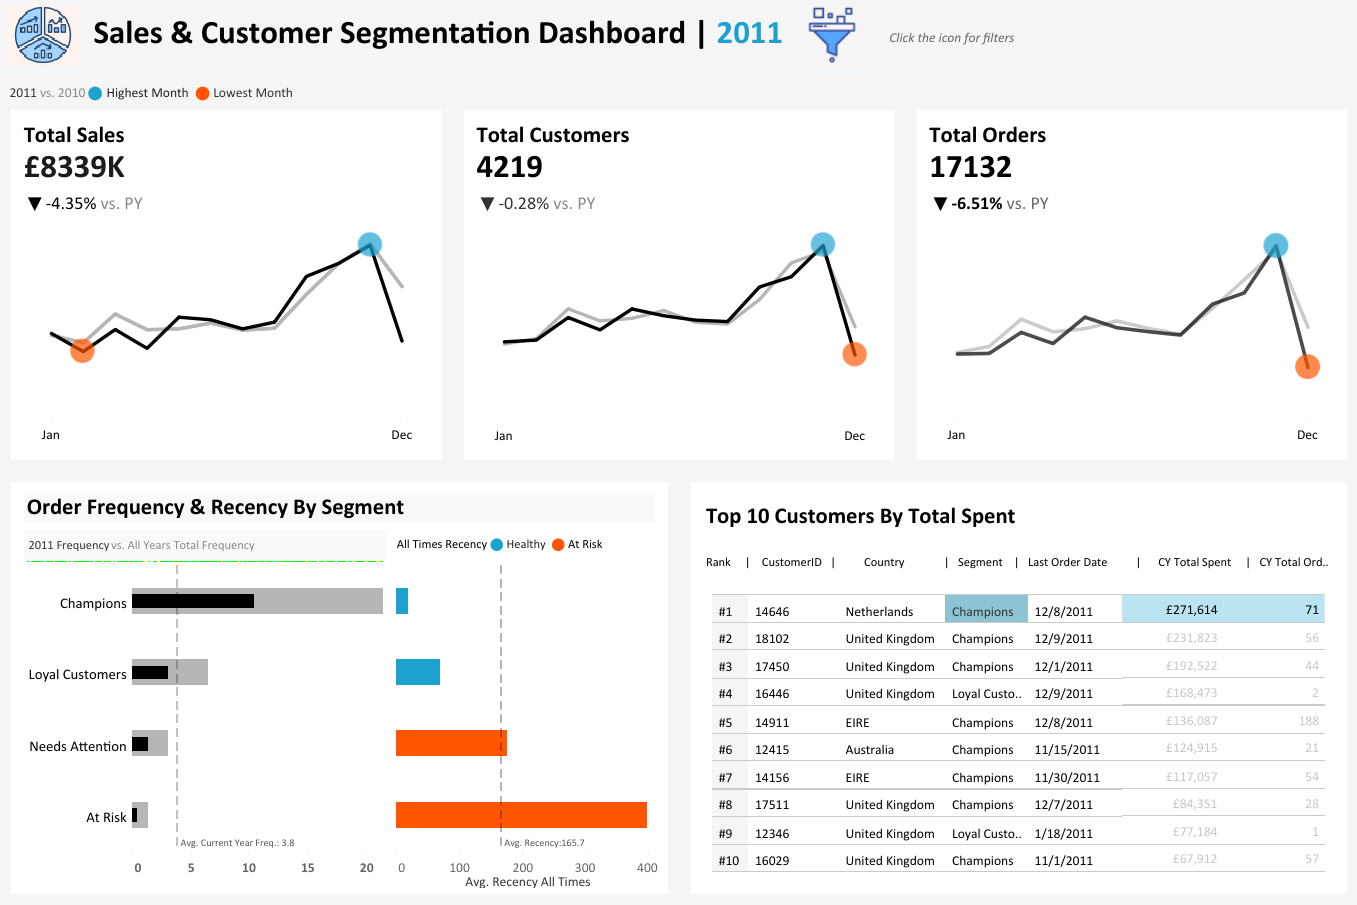 Sales & Customer Segmentation Dashboard | 2011
Click the icon for filters
2011 vs. 2010 Highest Month Lowest Month
Total Sales
£8339K
▼ -4.35% vs. PY
Jan Dec
Total Customers
4219
▼ -0.28% vs. PY
Jan Dec
Total Orders
17132
▼ -6.51% vs. PY
Jan Dec
Order Frequency & Recency By Segment
2011 Frequency vs. All Years Total Frequency
All Times Recency Healthy At Risk
Champions
Loyal Customers
Needs Attention
At Risk
Avg. Current Year Freq.: 3.8
Avg. Recency:165.7
0 5 10 15 20
0 100 200 300 400
Avg. Recency All Times
Top 10 Customers By Total Spent
Rank | CustomerID | Country | Segment | Last Order Date | CY Total Spent | CY Total Ord..
#1 14646 Netherlands Champions 12/8/2011 £271,614 71
#2 18102 United Kingdom Champions 12/9/2011 £231,823 56
#3 17450 United Kingdom Champions 12/1/2011 £192,522 44
#4 16446 United Kingdom Loyal Custo.. 12/9/2011 £168,473 2
#5 14911 EIRE Champions 12/8/2011 £136,087 188
#6 12415 Australia Champions 11/15/2011 £124,915 21
#7 14156 EIRE Champions 11/30/2011 £117,057 54
#8 17511 United Kingdom Champions 12/7/2011 £84,351 28
#9 12346 United Kingdom Loyal Custo.. 1/18/2011 £77,184 1
#10 16029 United Kingdom Champions 11/1/2011 £67,912 57